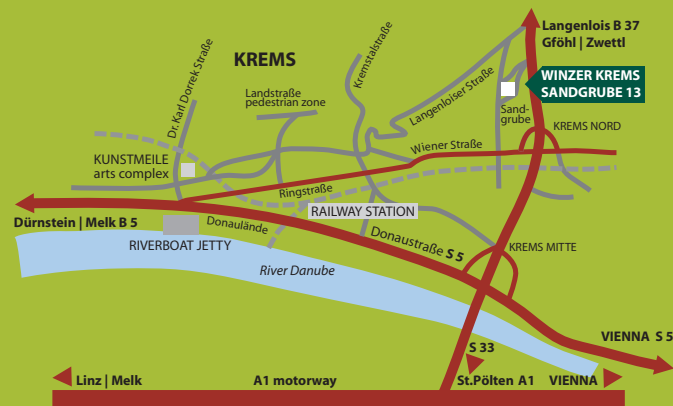 Langenlois B 37
Gföhl | Zwettl
KREMS
Dr. Karl Dorrek Straße
Kremstalstraße
WINZER KREMS
SANDGRUBE 13
Landstraße
pedestrian zone
Langenloiser Straße
Sand-
grube
KREMS NORD
Wiener Straße
KUNSTMEILE
arts complex
Ringstraße
RAILWAY STATION
Dürnstein | Melk B 5
Donaulände
RIVERBOAT JETTY
Donaustraße S 5
KREMS MITTE
River Danube
VIENNA S 5
S 33
Linz | Melk
A1 motorway
St.Pölten A1
VIENNA